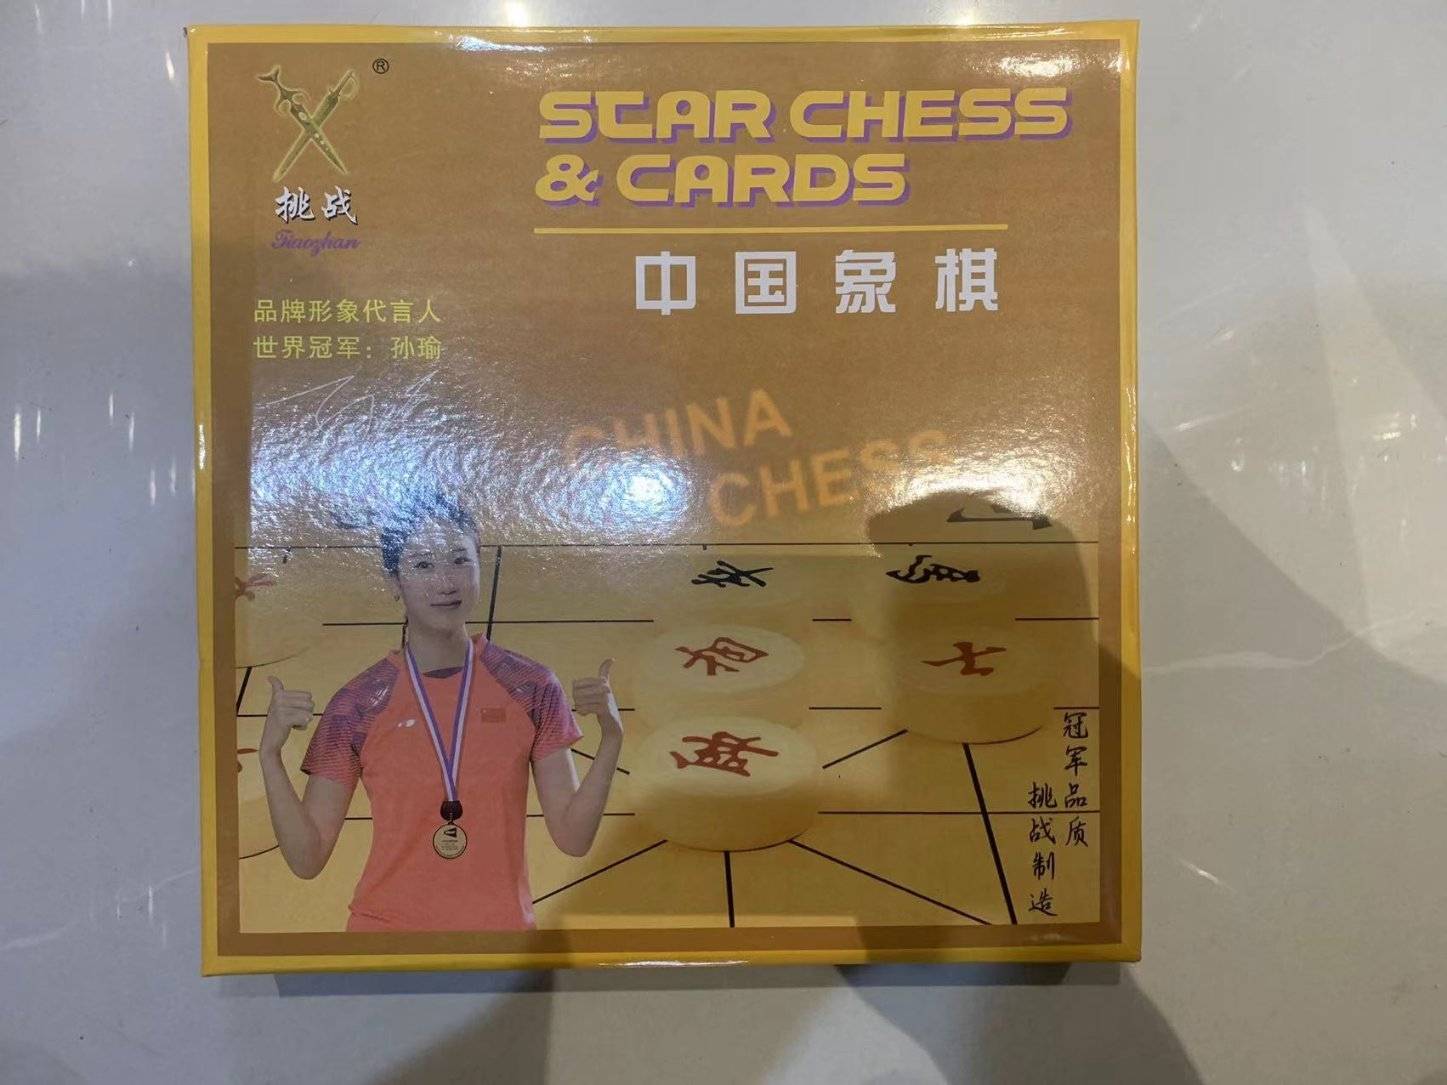 ®
挑战
Tiaozhan
STAR CHESS
& CARDS
中国象棋
品牌形象代言人
世界冠军：孙瑜
CHINA
CHESS
冠军品质
挑战制造